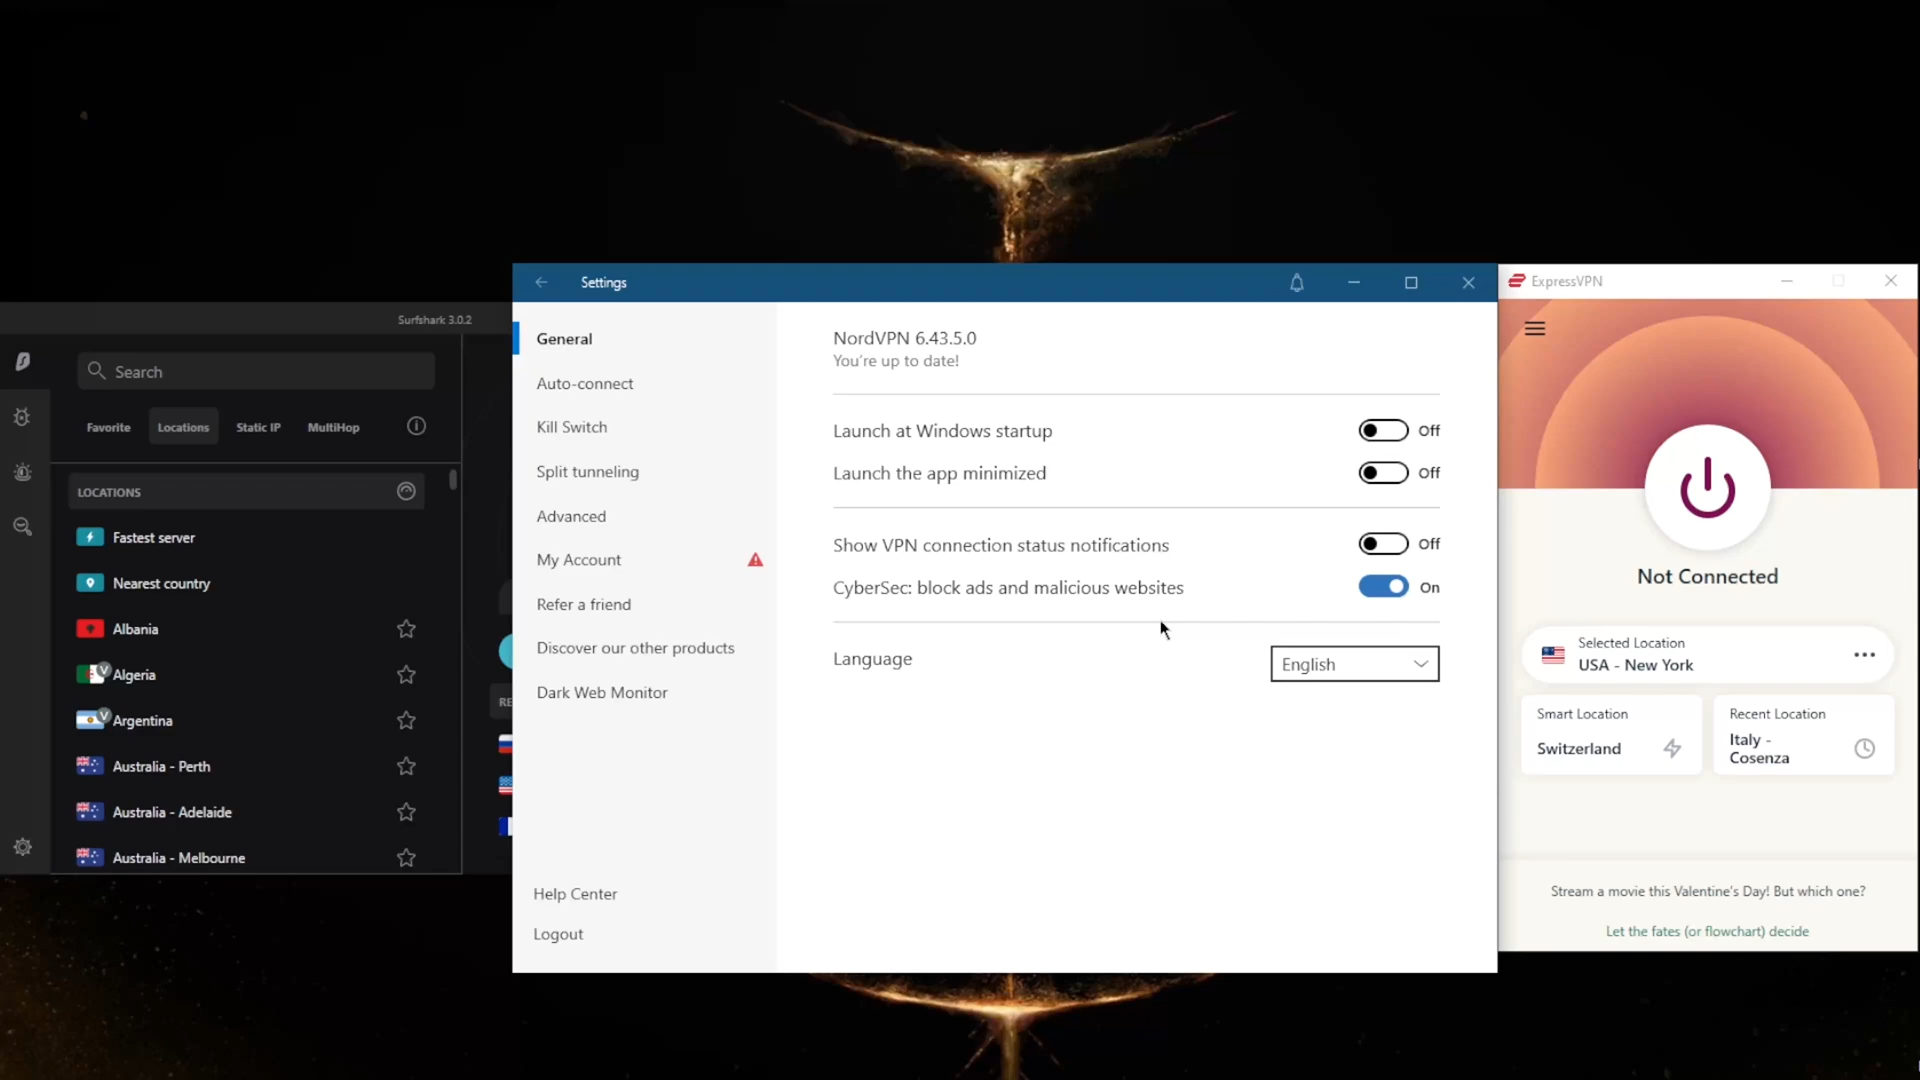 Surfshark 3.0.2
Search
Favorite
Locations
Static IP
MultiHop
LOCATIONS
Fastest server
Nearest country
Albania
V
Algeria
V
Argentina
Australia - Perth
Australia - Adelaide
Australia - Melbourne
RE
Settings
General
Auto-connect
Kill Switch
Split tunneling
Advanced
My Account
Refer a friend
Discover our other products
Dark Web Monitor
Help Center
Logout
NordVPN 6.43.5.0
You're up to date!
Launch at Windows startup
Off
Launch the app minimized
Off
Show VPN connection status notifications
Off
CyberSec: block ads and malicious websites
On
Language
English
ExpressVPN
Not Connected
Selected Location
USA - New York
Smart Location
Switzerland
Recent Location
Italy -
Cosenza
Stream a movie this Valentine's Day! But which one?
Let the fates (or flowchart) decide